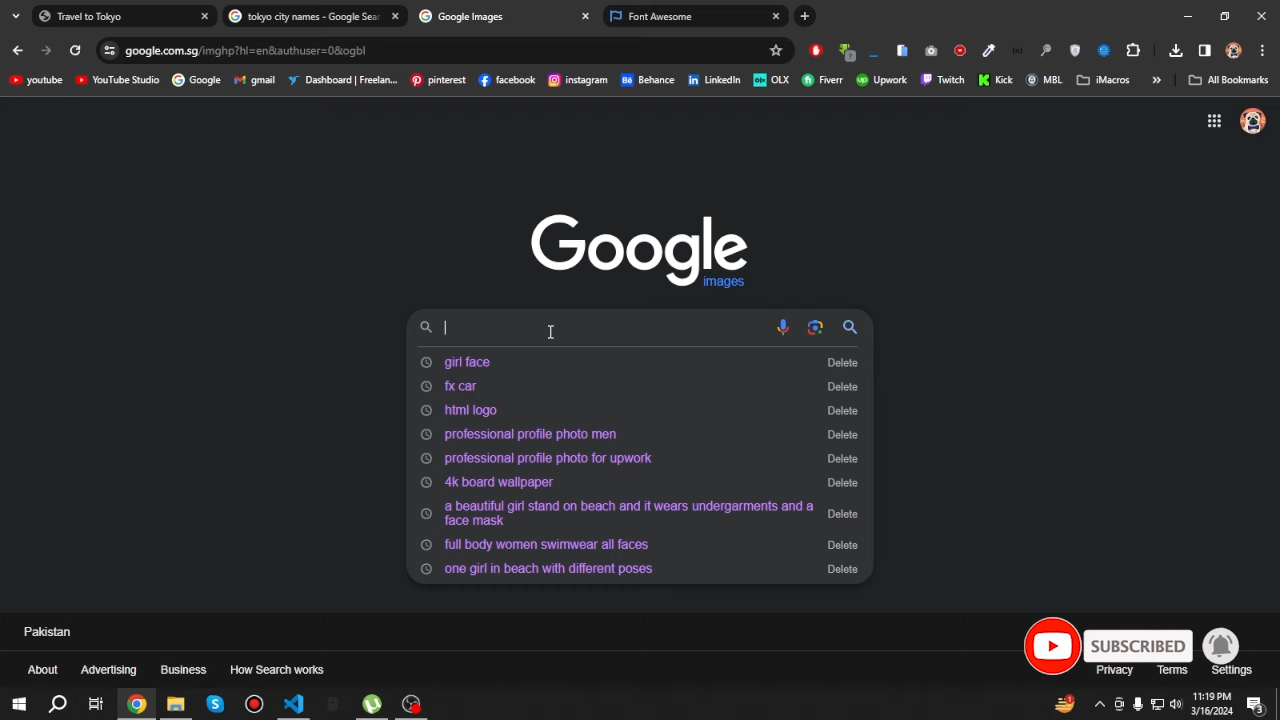 Travel to Tokyo
tokyo city names - Google Sear
Google Images
Font Awesome
google.com.sg/imghp?hl=en&authuser=0&ogbl
youtube
YouTube Studio
Google
gmail
Dashboard | Freelan...
pinterest
facebook
instagram
Behance
LinkedIn
OLX
Fiverr
Upwork
Twitch
Kick
MBL
iMacros
All Bookmarks
Google
images
girl face Delete
fx car Delete
html logo Delete
professional profile photo men Delete
professional profile photo for upwork Delete
4k board wallpaper Delete
a beautiful girl stand on beach and it wears undergarments and a
face mask Delete
full body women swimwear all faces Delete
one girl in beach with different poses Delete
Pakistan
SUBSCRIBED
About Advertising Business How Search works Privacy Terms Settings
11:19 PM
3/16/2024